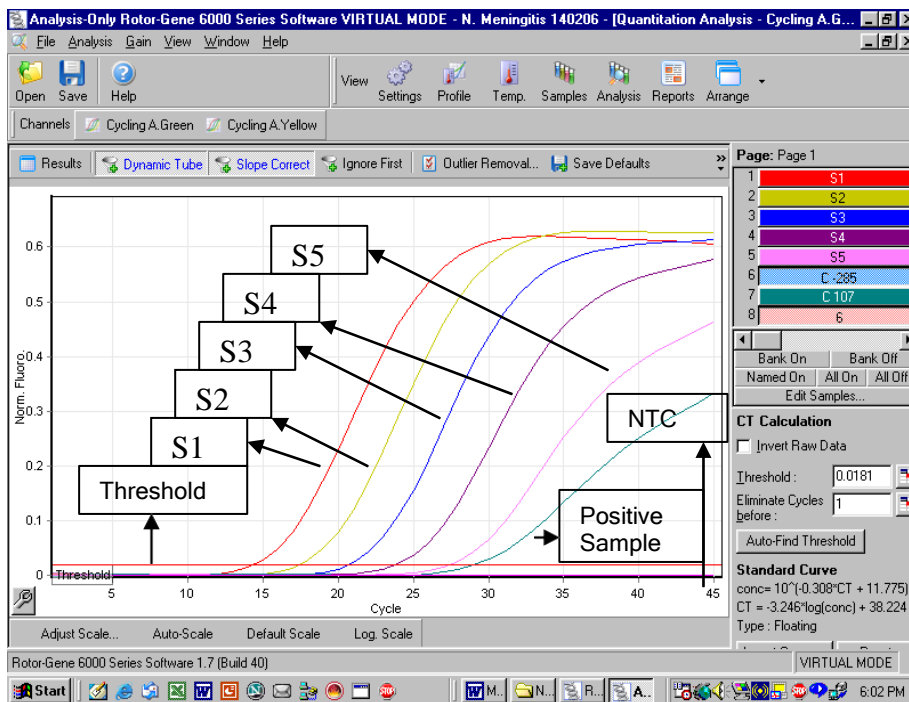 Analysis-Only Rotor-Gene 6000 Series Software VIRTUAL MODE - N. Meningitis 140206 - [Quantitation Analysis - Cycling A.G...
File Analysis Gain View Window Help
Open Save Help View Settings Profile Temp. Samples Analysis Reports Arrange
Channels Cycling A.Green Cycling A.Yellow
Results Dynamic Tube Slope Correct Ignore First Outlier Removal... Save Defaults »
Norm. Fluoro.
0.6
0.5
0.4
0.3
0.2
0.1
0
S5
S4
S3
S2
S1
Threshold
NTC
Positive
Sample
Threshold
5 10 15 20 25 30 35 40 45
Cycle
Adjust Scale... Auto-Scale Default Scale Log. Scale
Page: Page 1
1 S1
2 S2
3 S3
4 S4
5 S5
6 C -285
7 C 107
8 6
Bank On Bank Off
Named On All On All Off
Edit Samples...
CT Calculation
Invert Raw Data
Threshold : 0.0181
Eliminate Cycles
before : 1
Auto-Find Threshold
Standard Curve
conc= 10^(-0.308*CT + 11.775)
CT = -3.246*log(conc) + 38.224
Type : Floating
Rotor-Gene 6000 Series Software 1.7 (Build 40) VIRTUAL MODE
Start M.. N... R... A.. 6:02 PM